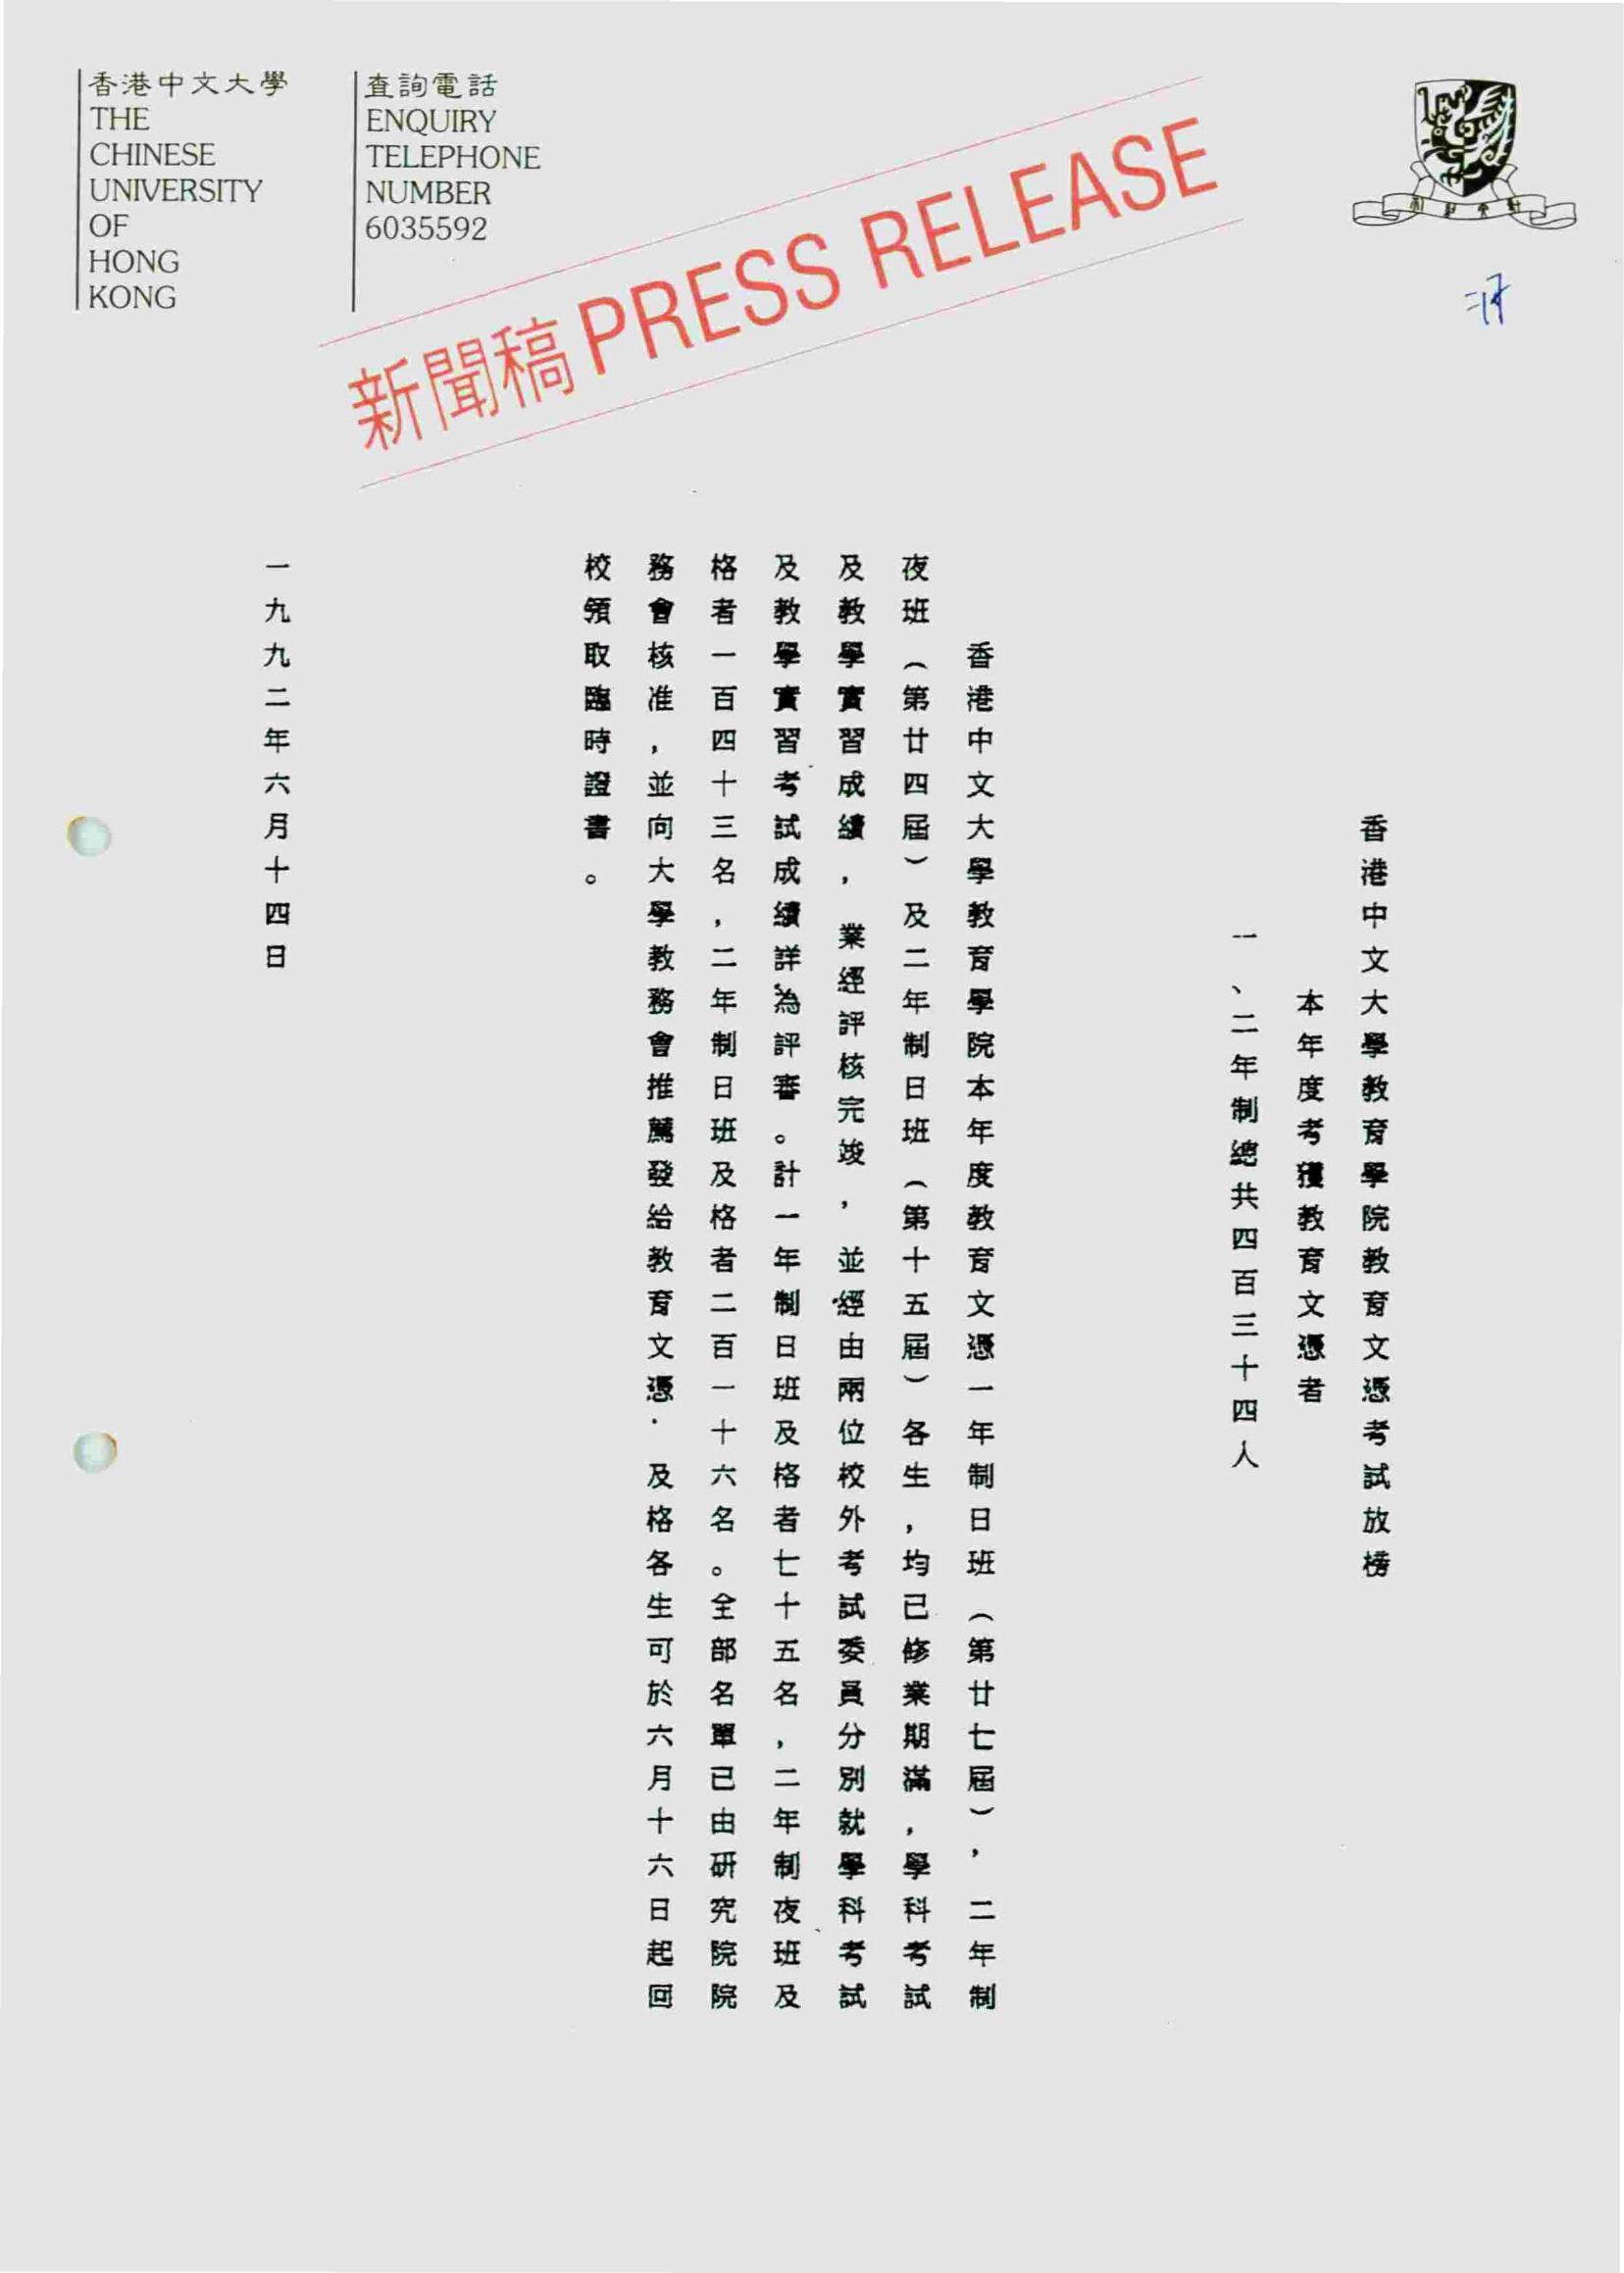 香港中文大學
THE
CHINESE
UNIVERSITY
OF
HONG
KONG
查詢電話
ENQUIRY
TELEPHONE
NUMBER
6035592
新聞稿 PRESS RELEASE
香港中文大學教育學院教育文憑考試放榜
本年度考獲教育文憑者
一、二年制總共四百三十四人
香港中文大學教育學院本年度教育文憑一年制日班（第廿七屆），二年制
夜班（第廿四屆）及二年制日班（第十五屆）各生，均已修業期滿，學科考試
及教學實習成績，業經評核完竣，並經由兩位校外考試委員分別就學科考試
及教學實習考試成績詳為評審。計一年制日班及格者七十五名，二年制夜班及
格者一百四十三名，二年制日班及格者二百一十六名。全部名單已由研究院院
務會核准，並向大學教務會推薦發給教育文憑．及格各生可於六月十六日起回
校領取臨時證書。
一九九二年六月十四日